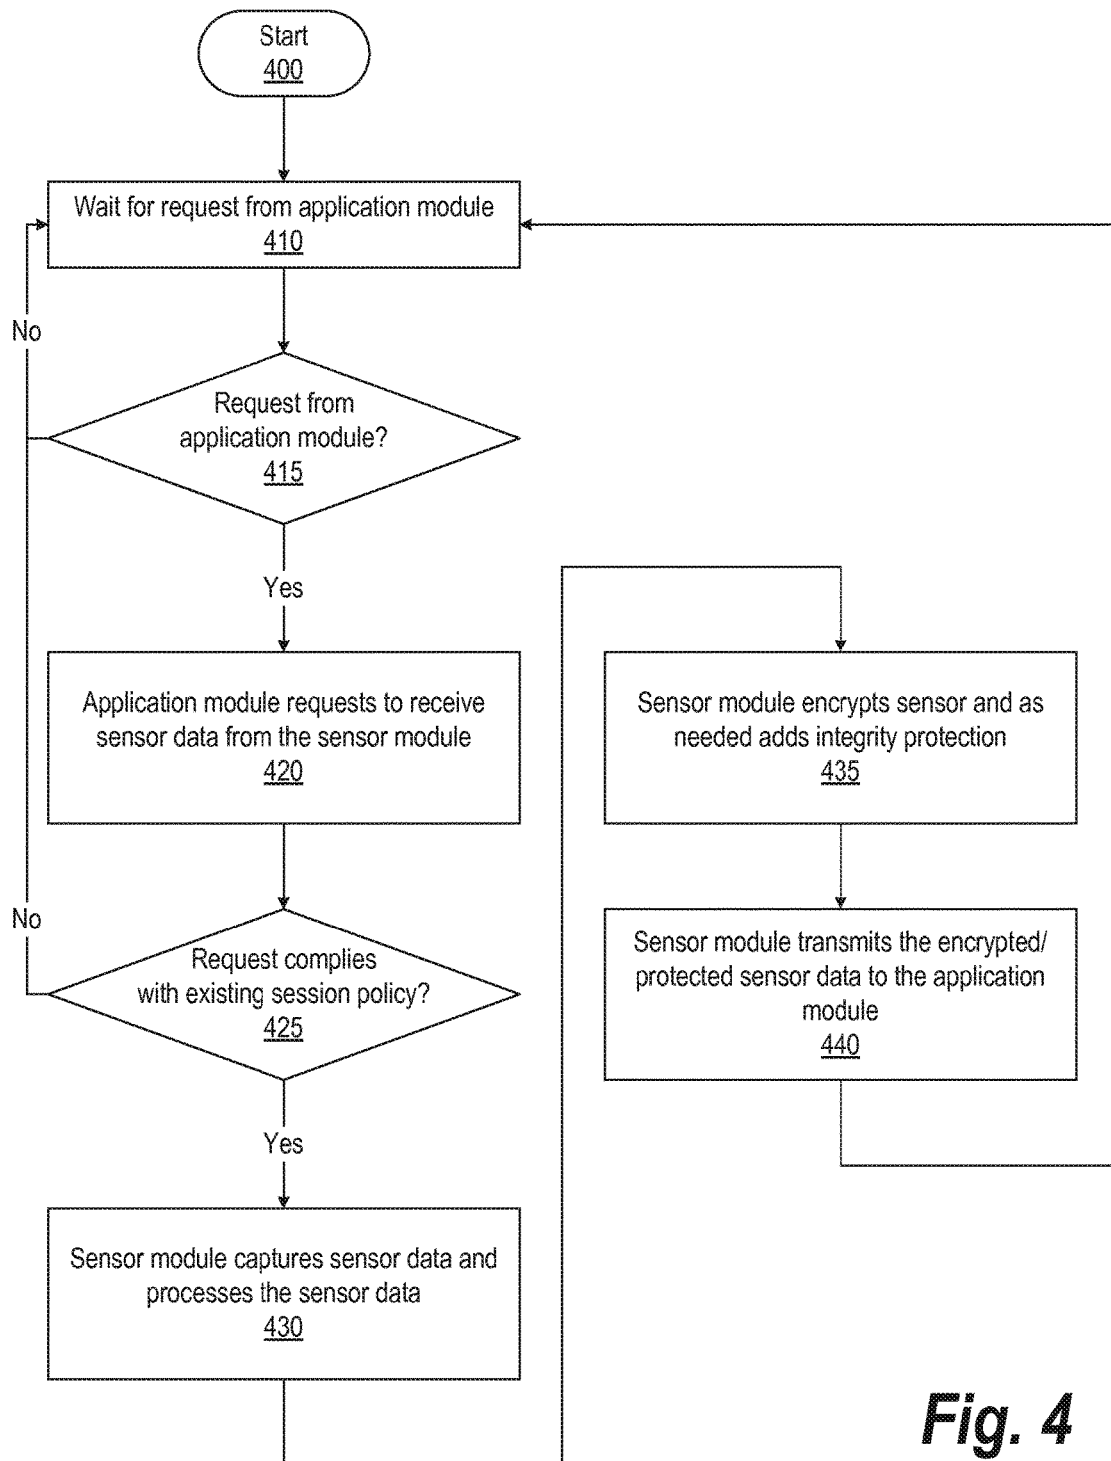 Start
400
Wait for request from application module
410
No
Request from
application module?
415
Yes
Application module requests to receive
sensor data from the sensor module
420
No
Request complies
with existing session policy?
425
Yes
Sensor module captures sensor data and
processes the sensor data
430
Sensor module encrypts sensor and as
needed adds integrity protection
435
Sensor module transmits the encrypted/
protected sensor data to the application
module
440
Fig. 4